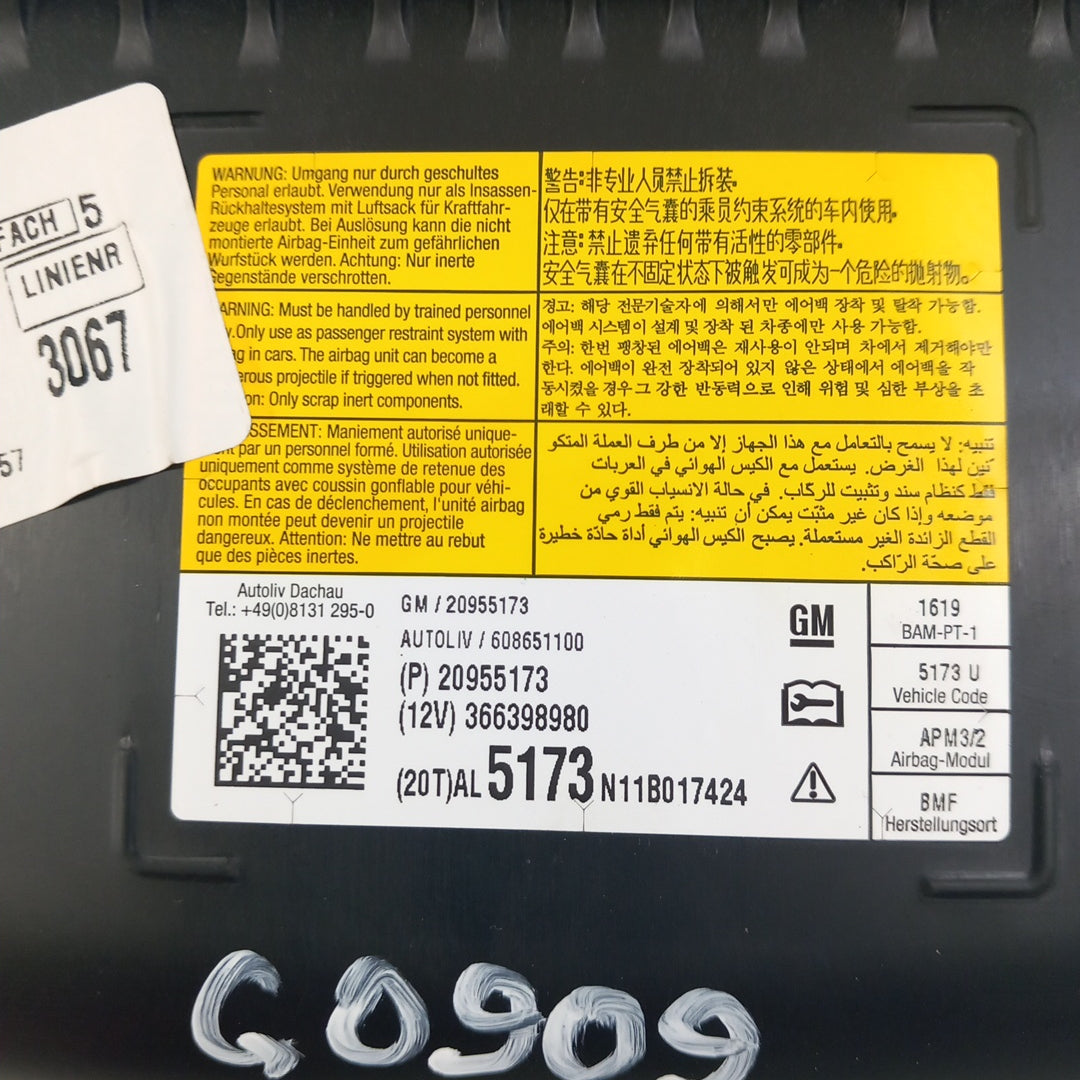 FACH 5
LINIENR
3067
57
WARNUNG: Umgang nur durch geschultes
Personal erlaubt. Verwendung nur als Insassen-
Rückhaltesystem mit Luftsack für Kraftfahr-
zeuge erlaubt. Bei Auslösung kann die nicht
montierte Airbag-Einheit zum gefährlichen
Wurfstück werden. Achtung: Nur inerte
Gegenstände verschrotten.
警告:非专业人员禁止拆装。
仅在带有安全气囊的乘员约束系统的车内使用。
注意:禁止遗弃任何带有活性的零部件。
安全气囊在不固定状态下被触发可成为一个危险的抛射物。
ARNING: Must be handled by trained personnel
y.Only use as passenger restraint system with
g in cars. The airbag unit can become a
erous projectile if triggered when not fitted.
on: Only scrap inert components.
경고: 해당 전문기술자에 의해서만 에어백 장착 및 탈착 가능함.
에어백 시스템이 설계 및 장착 된 차종에만 사용 가능함.
주의: 한번 팽창된 에어백은 재사용이 안되며 차에서 제거해야만
한다. 에어백이 완전 장착되어 있지 않은 상태에서 에어백을 작
동시켰을 경우 그 강한 반동력으로 인해 위험 및 심한 부상을 초
래할 수 있다.
SSEMENT: Maniement autorisé unique-
nt par un personnel formé. Utilisation autorisée
uniquement comme système de retenue des
occupants avec coussin gonflable pour véhi-
cules. En cas de déclenchement, l'unité airbag
non montée peut devenir un projectile
dangereux. Attention: Ne mettre au rebut
que des pièces inertes.
تنبيه: لا يسمح بالتعامل مع هذا الجهاز إلا من طرف العملة المتكو
تين لهذا الغرض. يستعمل مع الكيس الهوائي في العربات
فقط كنظام سند وتثبيت للركّاب. في حالة الانسياب القوي من
موضعه وإذا كان غير مثبّت يمكن أن تنبيه: يتم فقط رمي
القطع الزائدة الغير مستعملة. يصبح الكيس الهوائي أداة حادّة خطيرة
على صحّة الرّاكب.
Autoliv Dachau
Tel.: +49(0)8131 295-0
GM / 20955173
AUTOLIV / 608651100
(P) 20955173
(12V) 366398980
(20T)AL 5173 N11B017424
GM
1619
BAM-PT-1
5173 U
Vehicle Code
APM3/2
Airbag-Modul
BMF
Herstellungsort
G0909